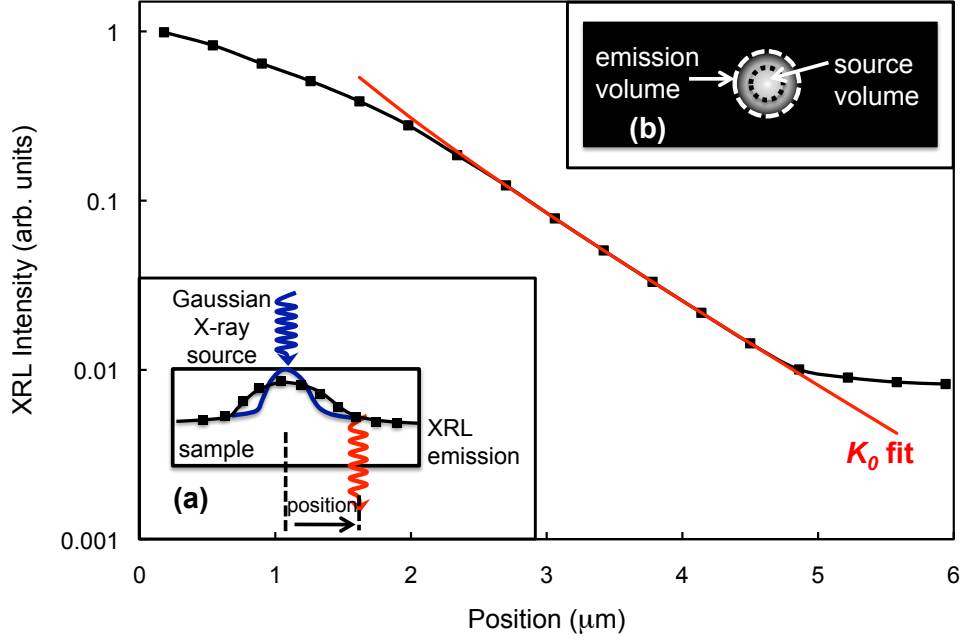 XRL Intensity (arb. units)
1
0.1
0.01
0.001
0
1
2
3
4
5
6
Position (μm)
K0 fit
Gaussian
X-ray
source
sample
XRL
emission
position
(a)
emission
volume
source
volume
(b)